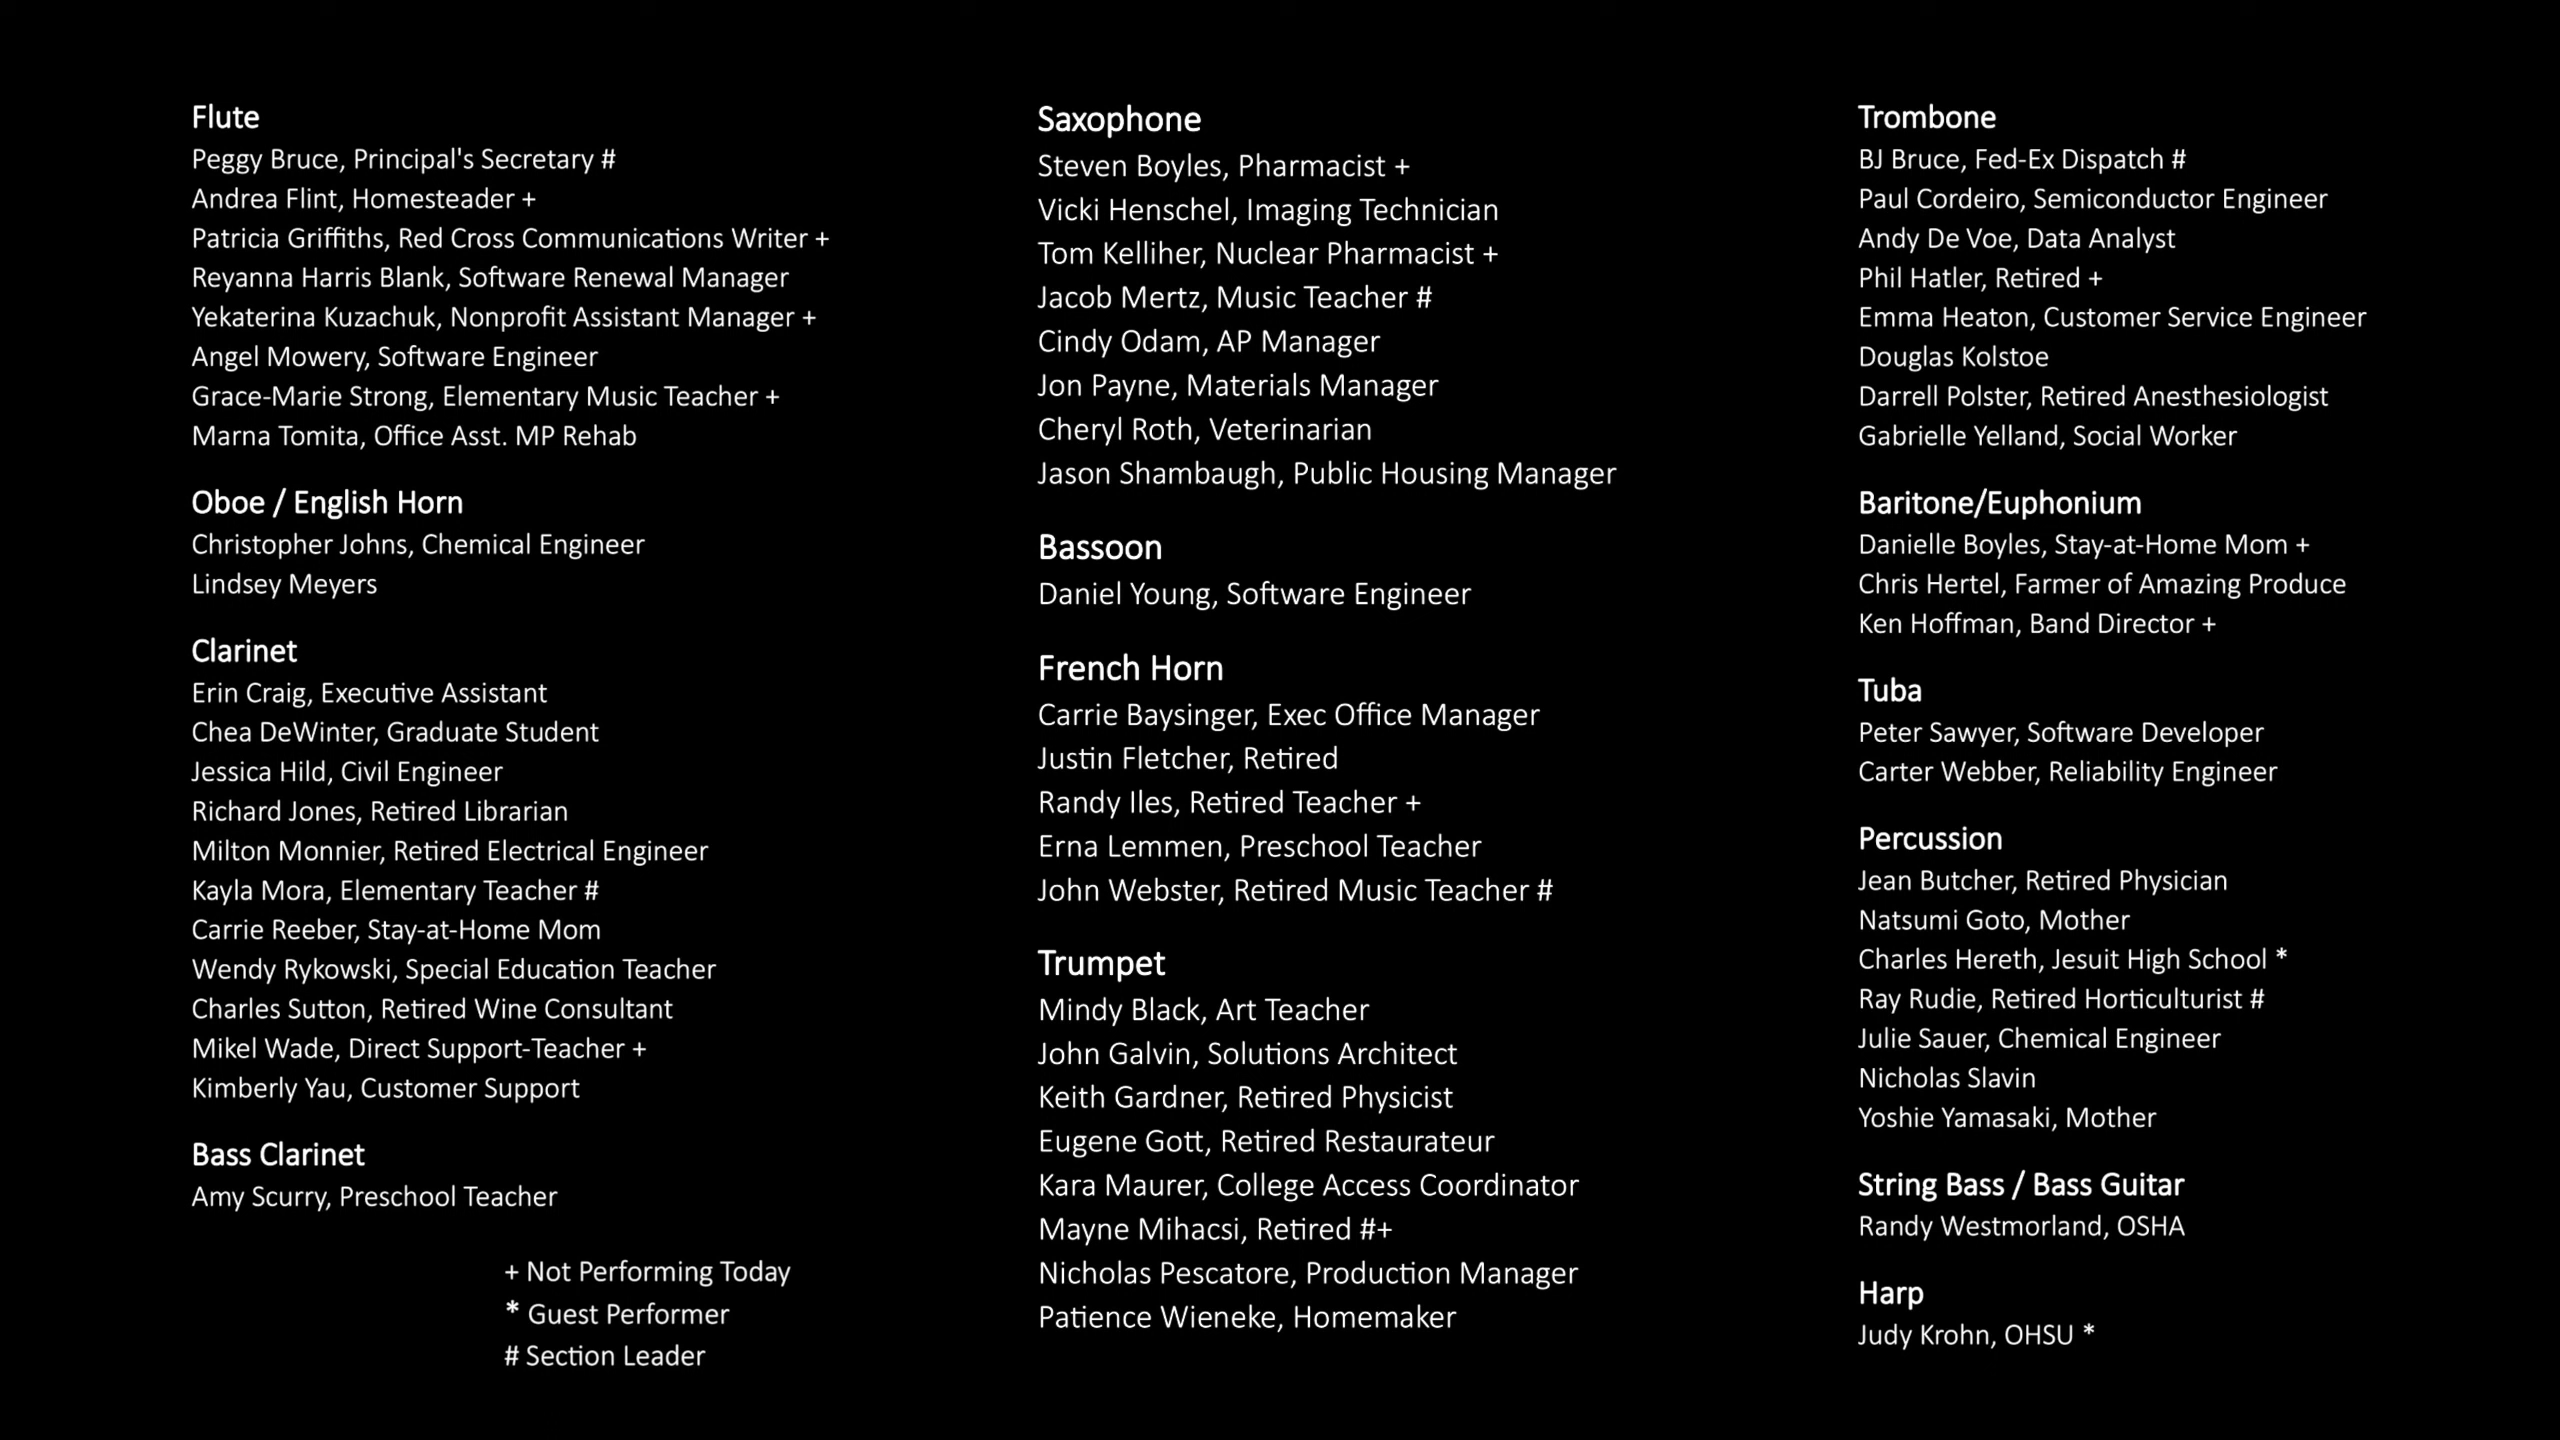 Flute
Peggy Bruce, Principal's Secretary #
Andrea Flint, Homesteader +
Patricia Griffiths, Red Cross Communications Writer +
Reyanna Harris Blank, Software Renewal Manager
Yekaterina Kuzachuk, Nonprofit Assistant Manager +
Angel Mowery, Software Engineer
Grace-Marie Strong, Elementary Music Teacher +
Marna Tomita, Office Asst. MP Rehab
Oboe / English Horn
Christopher Johns, Chemical Engineer
Lindsey Meyers
Clarinet
Erin Craig, Executive Assistant
Chea DeWinter, Graduate Student
Jessica Hild, Civil Engineer
Richard Jones, Retired Librarian
Milton Monnier, Retired Electrical Engineer
Kayla Mora, Elementary Teacher #
Carrie Reeber, Stay-at-Home Mom
Wendy Rykowski, Special Education Teacher
Charles Sutton, Retired Wine Consultant
Mikel Wade, Direct Support-Teacher +
Kimberly Yau, Customer Support
Bass Clarinet
Amy Scurry, Preschool Teacher
+ Not Performing Today
* Guest Performer
# Section Leader
Saxophone
Steven Boyles, Pharmacist +
Vicki Henschel, Imaging Technician
Tom Kelliher, Nuclear Pharmacist +
Jacob Mertz, Music Teacher #
Cindy Odam, AP Manager
Jon Payne, Materials Manager
Cheryl Roth, Veterinarian
Jason Shambaugh, Public Housing Manager
Bassoon
Daniel Young, Software Engineer
French Horn
Carrie Baysinger, Exec Office Manager
Justin Fletcher, Retired
Randy Iles, Retired Teacher +
Erna Lemmen, Preschool Teacher
John Webster, Retired Music Teacher #
Trumpet
Mindy Black, Art Teacher
John Galvin, Solutions Architect
Keith Gardner, Retired Physicist
Eugene Gott, Retired Restaurateur
Kara Maurer, College Access Coordinator
Mayne Mihacsi, Retired #+
Nicholas Pescatore, Production Manager
Patience Wieneke, Homemaker
Trombone
BJ Bruce, Fed-Ex Dispatch #
Paul Cordeiro, Semiconductor Engineer
Andy De Voe, Data Analyst
Phil Hatler, Retired +
Emma Heaton, Customer Service Engineer
Douglas Kolstoe
Darrell Polster, Retired Anesthesiologist
Gabrielle Yelland, Social Worker
Baritone/Euphonium
Danielle Boyles, Stay-at-Home Mom +
Chris Hertel, Farmer of Amazing Produce
Ken Hoffman, Band Director +
Tuba
Peter Sawyer, Software Developer
Carter Webber, Reliability Engineer
Percussion
Jean Butcher, Retired Physician
Natsumi Goto, Mother
Charles Hereth, Jesuit High School *
Ray Rudie, Retired Horticulturist #
Julie Sauer, Chemical Engineer
Nicholas Slavin
Yoshie Yamasaki, Mother
String Bass / Bass Guitar
Randy Westmorland, OSHA
Harp
Judy Krohn, OHSU *